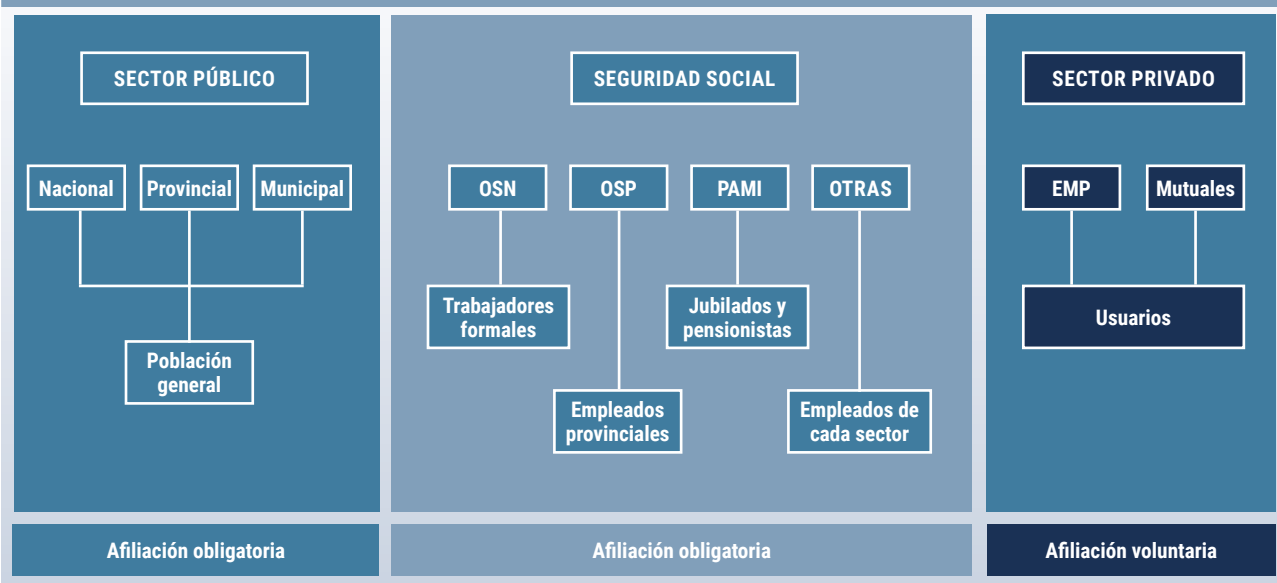 SECTOR PÚBLICO
Nacional
Provincial
Municipal
Población
general
Afiliación obligatoria
SEGURIDAD SOCIAL
OSN
OSP
PAMI
OTRAS
Trabajadores
formales
Jubilados y
pensionistas
Empleados
provinciales
Empleados de
cada sector
Afiliación obligatoria
SECTOR PRIVADO
EMP
Mutuales
Usuarios
Afiliación voluntaria